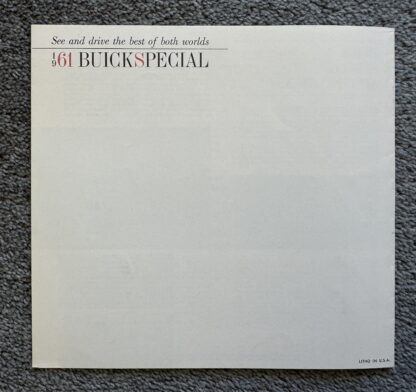 See and drive the best of both worlds
1961 BUICK SPECIAL
LITHO IN U.S.A.